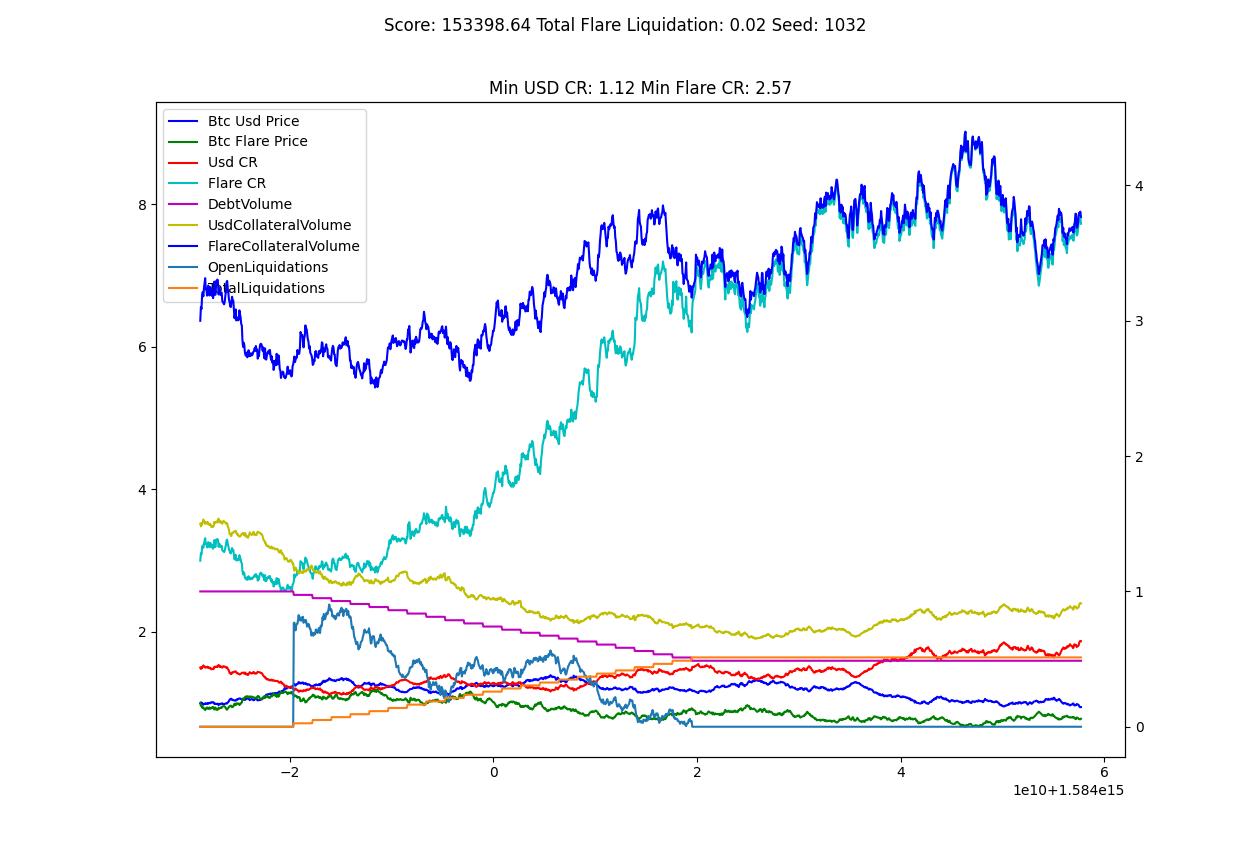 Score: 153398.64 Total Flare Liquidation: 0.02 Seed: 1032
Min USD CR: 1.12 Min Flare CR: 2.57
Btc Usd Price
Btc Flare Price
Usd CR
Flare CR
DebtVolume
UsdCollateralVolume
FlareCollateralVolume
OpenLiquidations
TotalLiquidations
8
6
4
2
4
3
2
1
0
−2
0
2
4
6
1e10+1.584e15